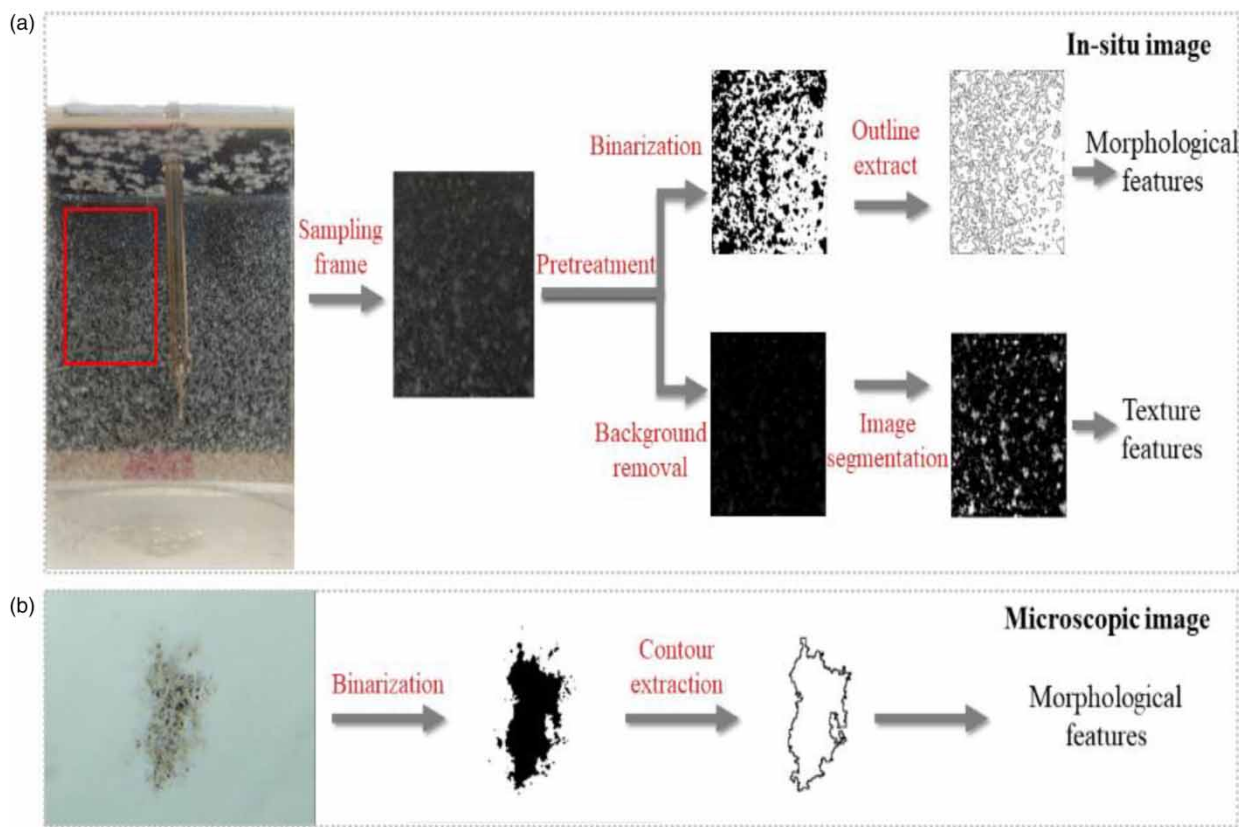 (a)
In-situ image
Sampling
frame
Pretreatment
Binarization
Outline
extract
Morphological
features
Background
removal
Image
segmentation
Texture
features
(b)
Microscopic image
Binarization
Contour
extraction
Morphological
features